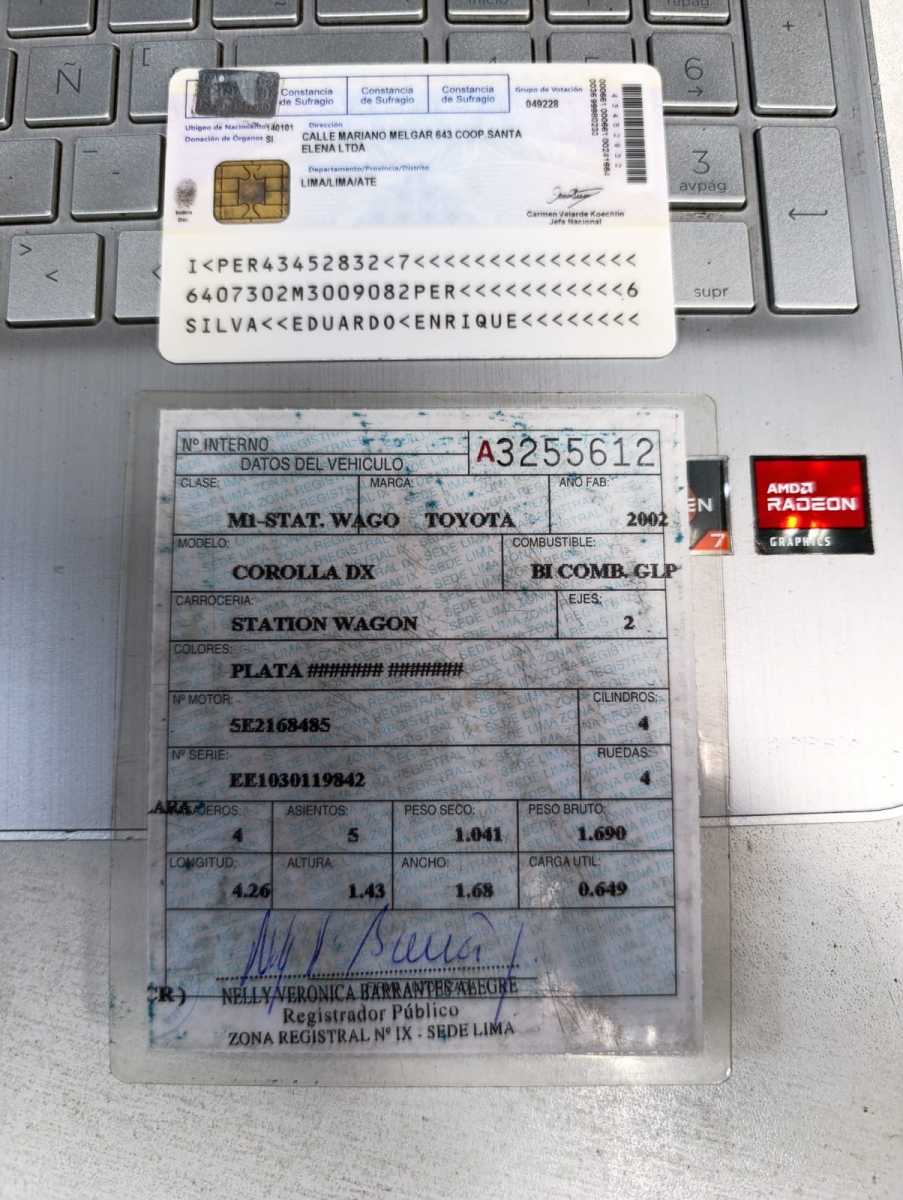 Inicio
repág
Ñ
[
6
→
3
avpág
>
<
supr
Constancia de Sufragio
Constancia de Sufragio
Constancia de Sufragio
Grupo de Votación
049228
Ubigeo de Nacimiento 140101
Donación de Órganos SI
Dirección
CALLE MARIANO MELGAR 643 COOP.SANTA
ELENA LTDA
Departamento/Provincia/Distrito
LIMA/LIMA/ATE
Carmen Velarde Koechlin
Jefa Nacional
I<PER43452832<7<<<<<<<<<<<<<<<
6407302M3009082PER<<<<<<<<<<<6
SILVA<<EDUARDO<ENRIQUE<<<<<<<<
Nº INTERNO
A3255612
DATOS DEL VEHICULO
CLASE:
MARCA:
AÑO FAB:
M1-STAT. WAGO TOYOTA 2002
MODELO:
COMBUSTIBLE:
COROLLA DX BI COMB. GLP
CARROCERIA:
EJES:
STATION WAGON 2
COLORES:
PLATA ####### #######
Nº MOTOR:
CILINDROS:
5E2168485 4
Nº SERIE:
RUEDAS:
EE1030119842 4
ASIENTOS:
PESO SECO:
PESO BRUTO:
4 5 1.041 1.690
LONGITUD:
ALTURA:
ANCHO:
CARGA UTIL:
4.26 1.43 1.68 0.649
NELLY VERONICA BARRANTES ALEGRE
Registrador Público
ZONA REGISTRAL Nº IX - SEDE LIMA
EN
7
AMD
RADEON
GRAPHICS